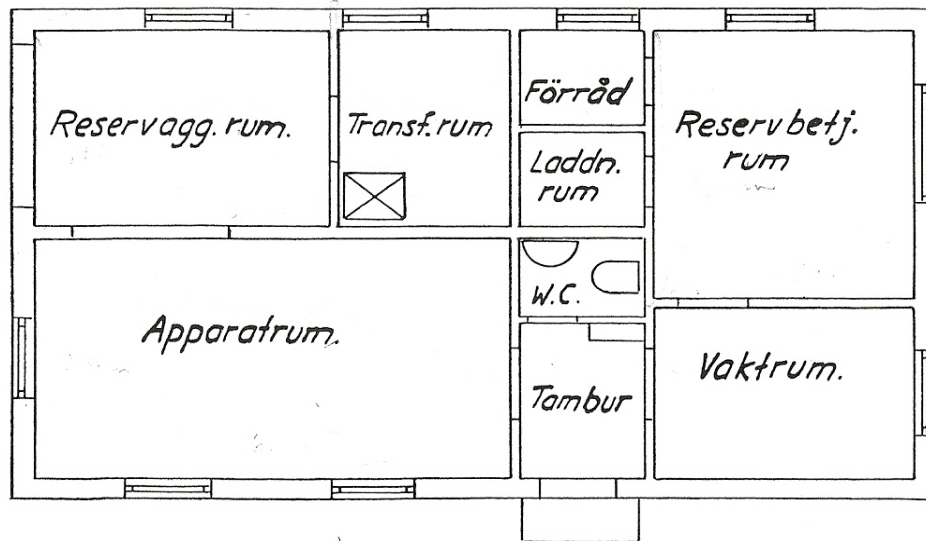 Reservagg.rum.
Transf.rum
Förråd
Reservbetj.
rum
Laddn.
rum
W.C.
Apparatrum.
Tambur
Vaktrum.